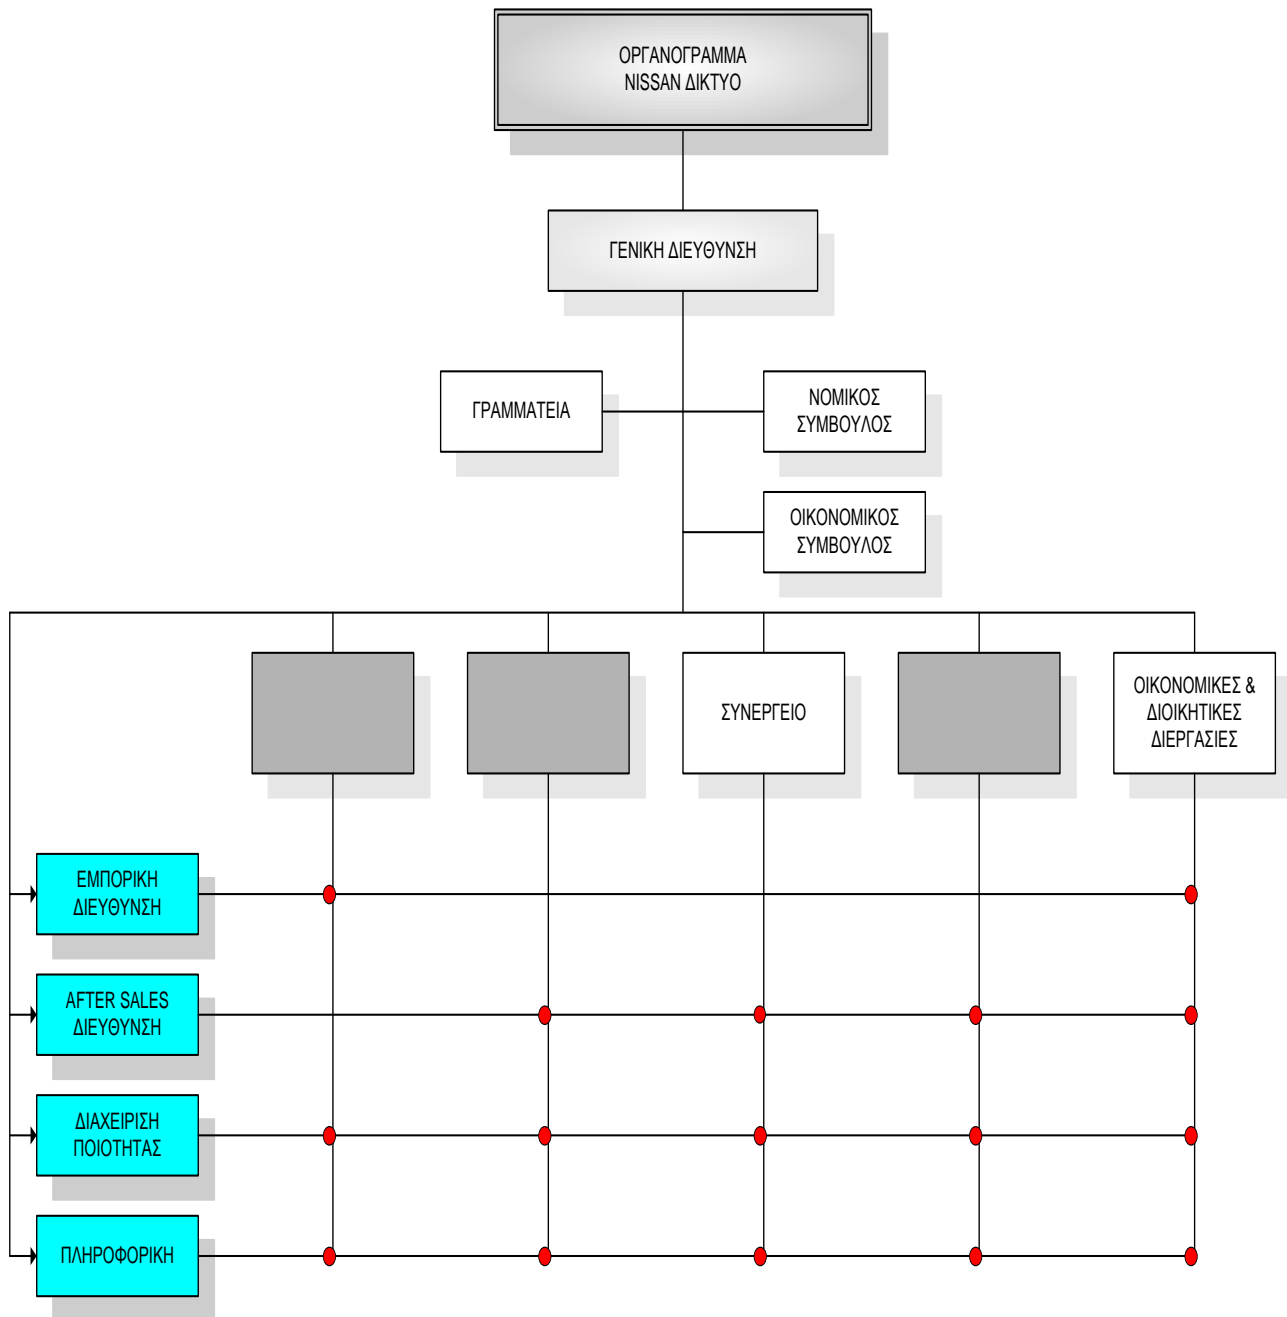 ΟΡΓΑΝΟΓΡΑΜΜΑ
NISSAN ΔΙΚΤΥΟ
ΓΕΝΙΚΗ ΔΙΕΥΘΥΝΣΗ
ΓΡΑΜΜΑΤΕΙΑ
ΝΟΜΙΚΟΣ
ΣΥΜΒΟΥΛΟΣ
ΟΙΚΟΝΟΜΙΚΟΣ
ΣΥΜΒΟΥΛΟΣ
ΣΥΝΕΡΓΕΙΟ
ΟΙΚΟΝΟΜΙΚΕΣ &
ΔΙΟΙΚΗΤΙΚΕΣ
ΔΙΕΡΓΑΣΙΕΣ
ΕΜΠΟΡΙΚΗ
ΔΙΕΥΘΥΝΣΗ
AFTER SALES
ΔΙΕΥΘΥΝΣΗ
ΔΙΑΧΕΙΡΙΣΗ
ΠΟΙΟΤΗΤΑΣ
ΠΛΗΡΟΦΟΡΙΚΗ